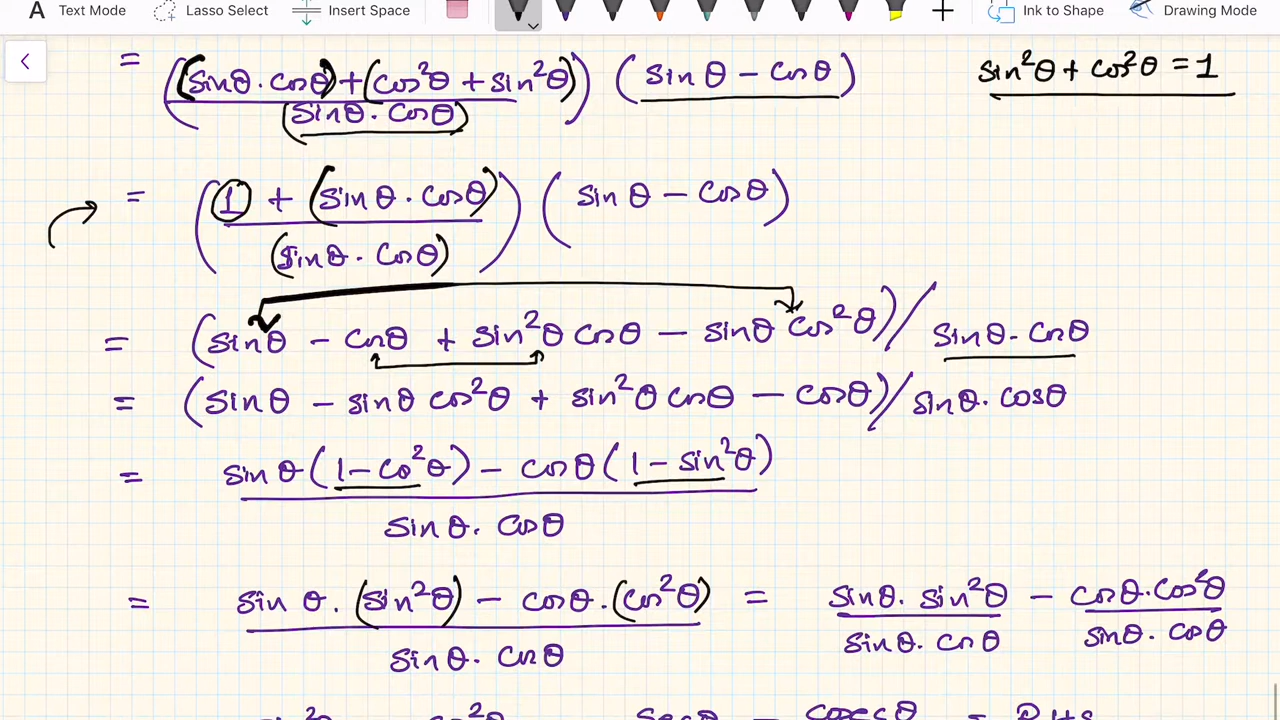 Text Mode Lasso Select Insert Space Ink to Shape Drawing Mode
= ((sinθ · cosθ) + (cos²θ + sin²θ)) / (sinθ · cosθ) (sinθ − cosθ) sin²θ + cos²θ = 1
= (1 + (sinθ · cosθ)) / (sinθ · cosθ) (sinθ − cosθ)
= (sinθ − cosθ + sin²θ cosθ − sinθ cos²θ) / sinθ · cosθ
= (sinθ − sinθ cos²θ + sin²θ cosθ − cosθ) / sinθ · cosθ
= sinθ (1 − cos²θ) − cosθ (1 − sin²θ)
sinθ · cosθ
= sinθ · (sin²θ) − cosθ · (cos²θ) = sinθ · sin²θ − cosθ · cos²θ
sinθ · cosθ sinθ · cosθ sinθ · cosθ